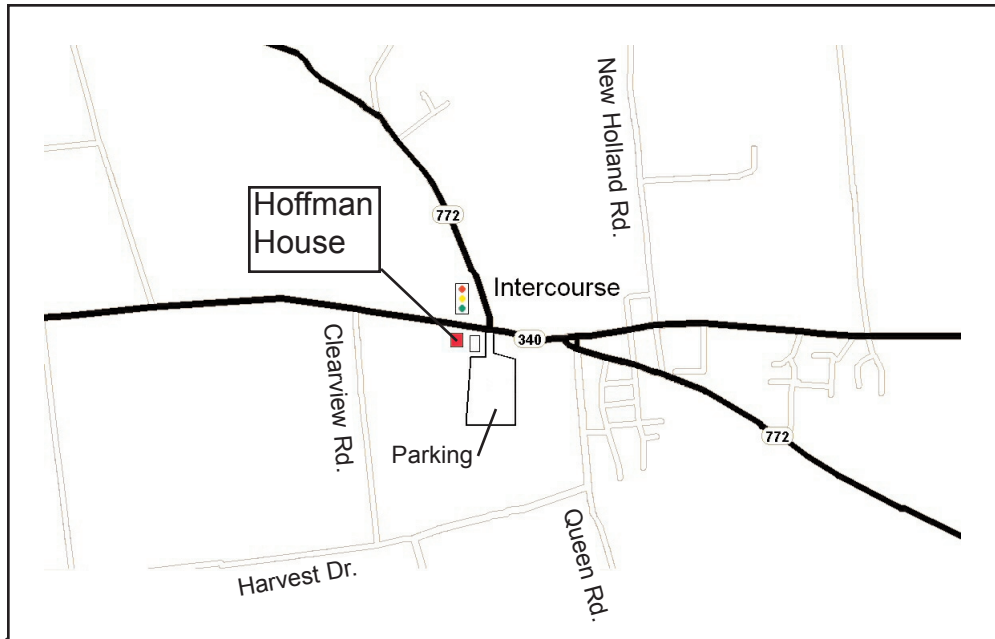 New Holland Rd.
Hoffman
House
772
Intercourse
340
Clearview Rd.
772
Parking
Queen Rd.
Harvest Dr.